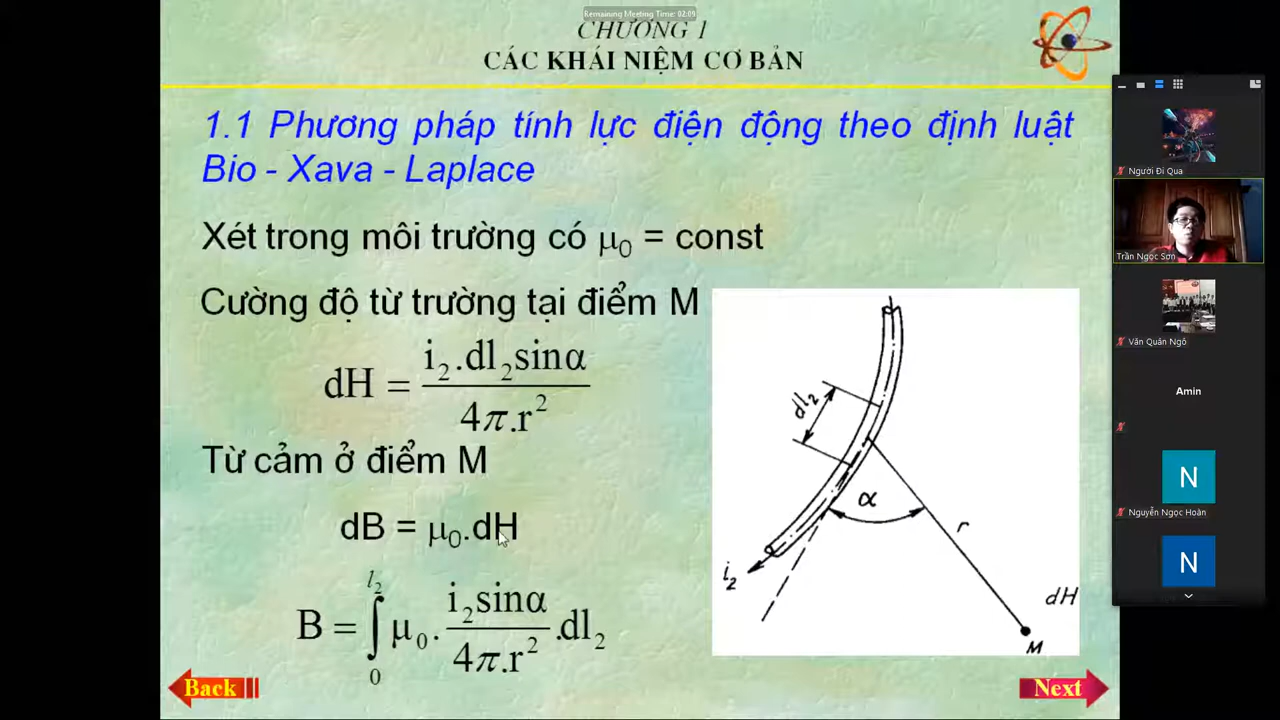 Remaining Meeting Time: 02:09
CHƯƠNG 1
CÁC KHÁI NIỆM CƠ BẢN
1.1 Phương pháp tính lực điện động theo định luật
Bio - Xava - Laplace
Xét trong môi trường có μ₀ = const
Cường độ từ trường tại điểm M
dH = i₂.dl₂sinα / 4π.r²
Từ cảm ở điểm M
dB = μ₀.dH
B = ∫₀^l₂ μ₀. i₂sinα / 4π.r² .dl₂
dl₂
α
r
i₂
dH
M
Back
Next
Người Đi Qua
Trần Ngọc Sơn
Văn Quân Ngô
Amin
N
Nguyễn Ngọc Hoàn
N